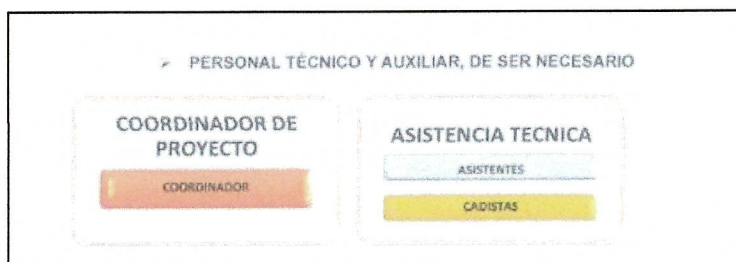 ➢ PERSONAL TÉCNICO Y AUXILIAR, DE SER NECESARIO
COORDINADOR DE
PROYECTO
COORDINADOR
ASISTENCIA TECNICA
ASISTENTES
CADISTAS